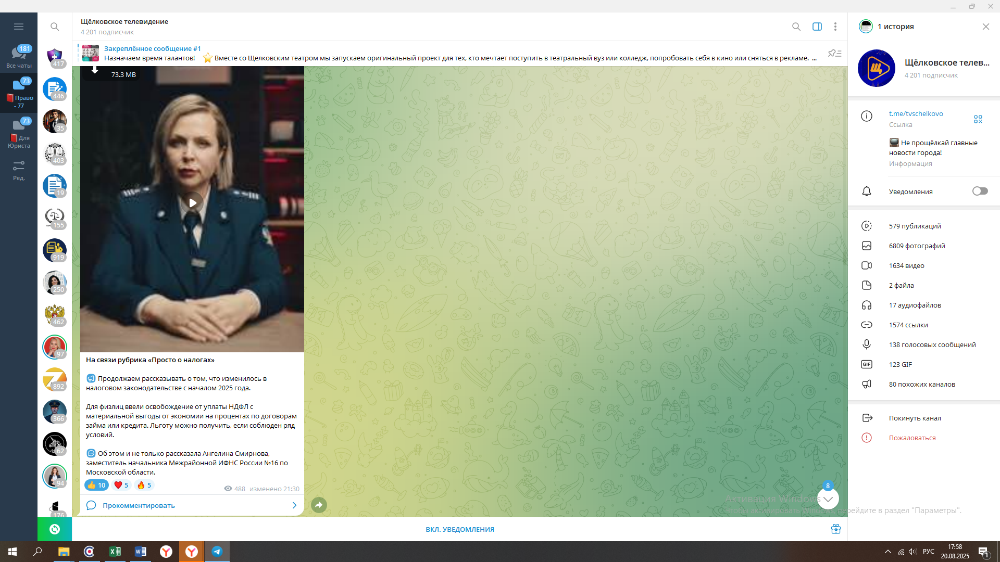 181
Все чаты
73
Право
- 77
73
Для
Юриста
Ред.
417
446
35
403
19
155
919
250
462
97
892
366
62
94
176
Щёлковское телевидение
4 201 подписчик
Закреплённое сообщение #1
Назначаем время талантов! ⭐ Вместе со Щелковским театром мы запускаем оригинальный проект для тех, кто мечтает поступить в театральный вуз или колледж, попробовать себя в кино или сняться в рекламе. ...
73.3 MB
На связи рубрика «Просто о налогах»
Продолжаем рассказывать о том, что изменилось в
налоговом законодательстве с началом 2025 года.
Для физлиц ввели освобождение от уплаты НДФЛ с
материальной выгоды от экономии на процентах по договорам
займа или кредита. Льготу можно получить, если соблюден ряд
условий.
Об этом и не только рассказала Ангелина Смирнова,
заместитель начальника Межрайонной ИФНС России №16 по
Московской области.
👍 10 ❤️ 5 🔥 5
488 изменено 21:30
Прокомментировать
8
ВКЛ. УВЕДОМЛЕНИЯ
1 история
Щёлковское телев...
4 201 подписчик
t.me/tvschelkovo
Ссылка
Не прощёлкай главные
новости города!
Информация
Уведомления
579 публикаций
6809 фотографий
1634 видео
2 файла
17 аудиофайлов
1574 ссылки
138 голосовых сообщений
GIF
123 GIF
80 похожих каналов
Покинуть канал
Пожаловаться
Активация Windows
Чтобы активировать Windows, перейдите в раздел "Параметры".
РУС
17:58
20.08.2025
1